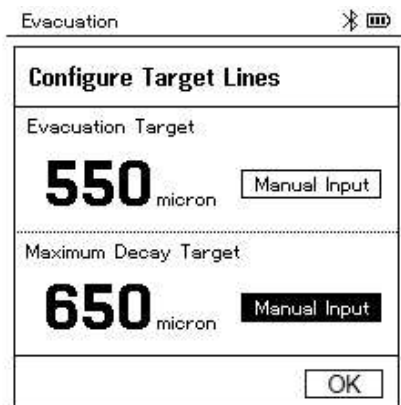 Evacuation
Configure Target Lines
Evacuation Target
550 micron Manual Input
Maximum Decay Target
650 micron Manual Input
OK